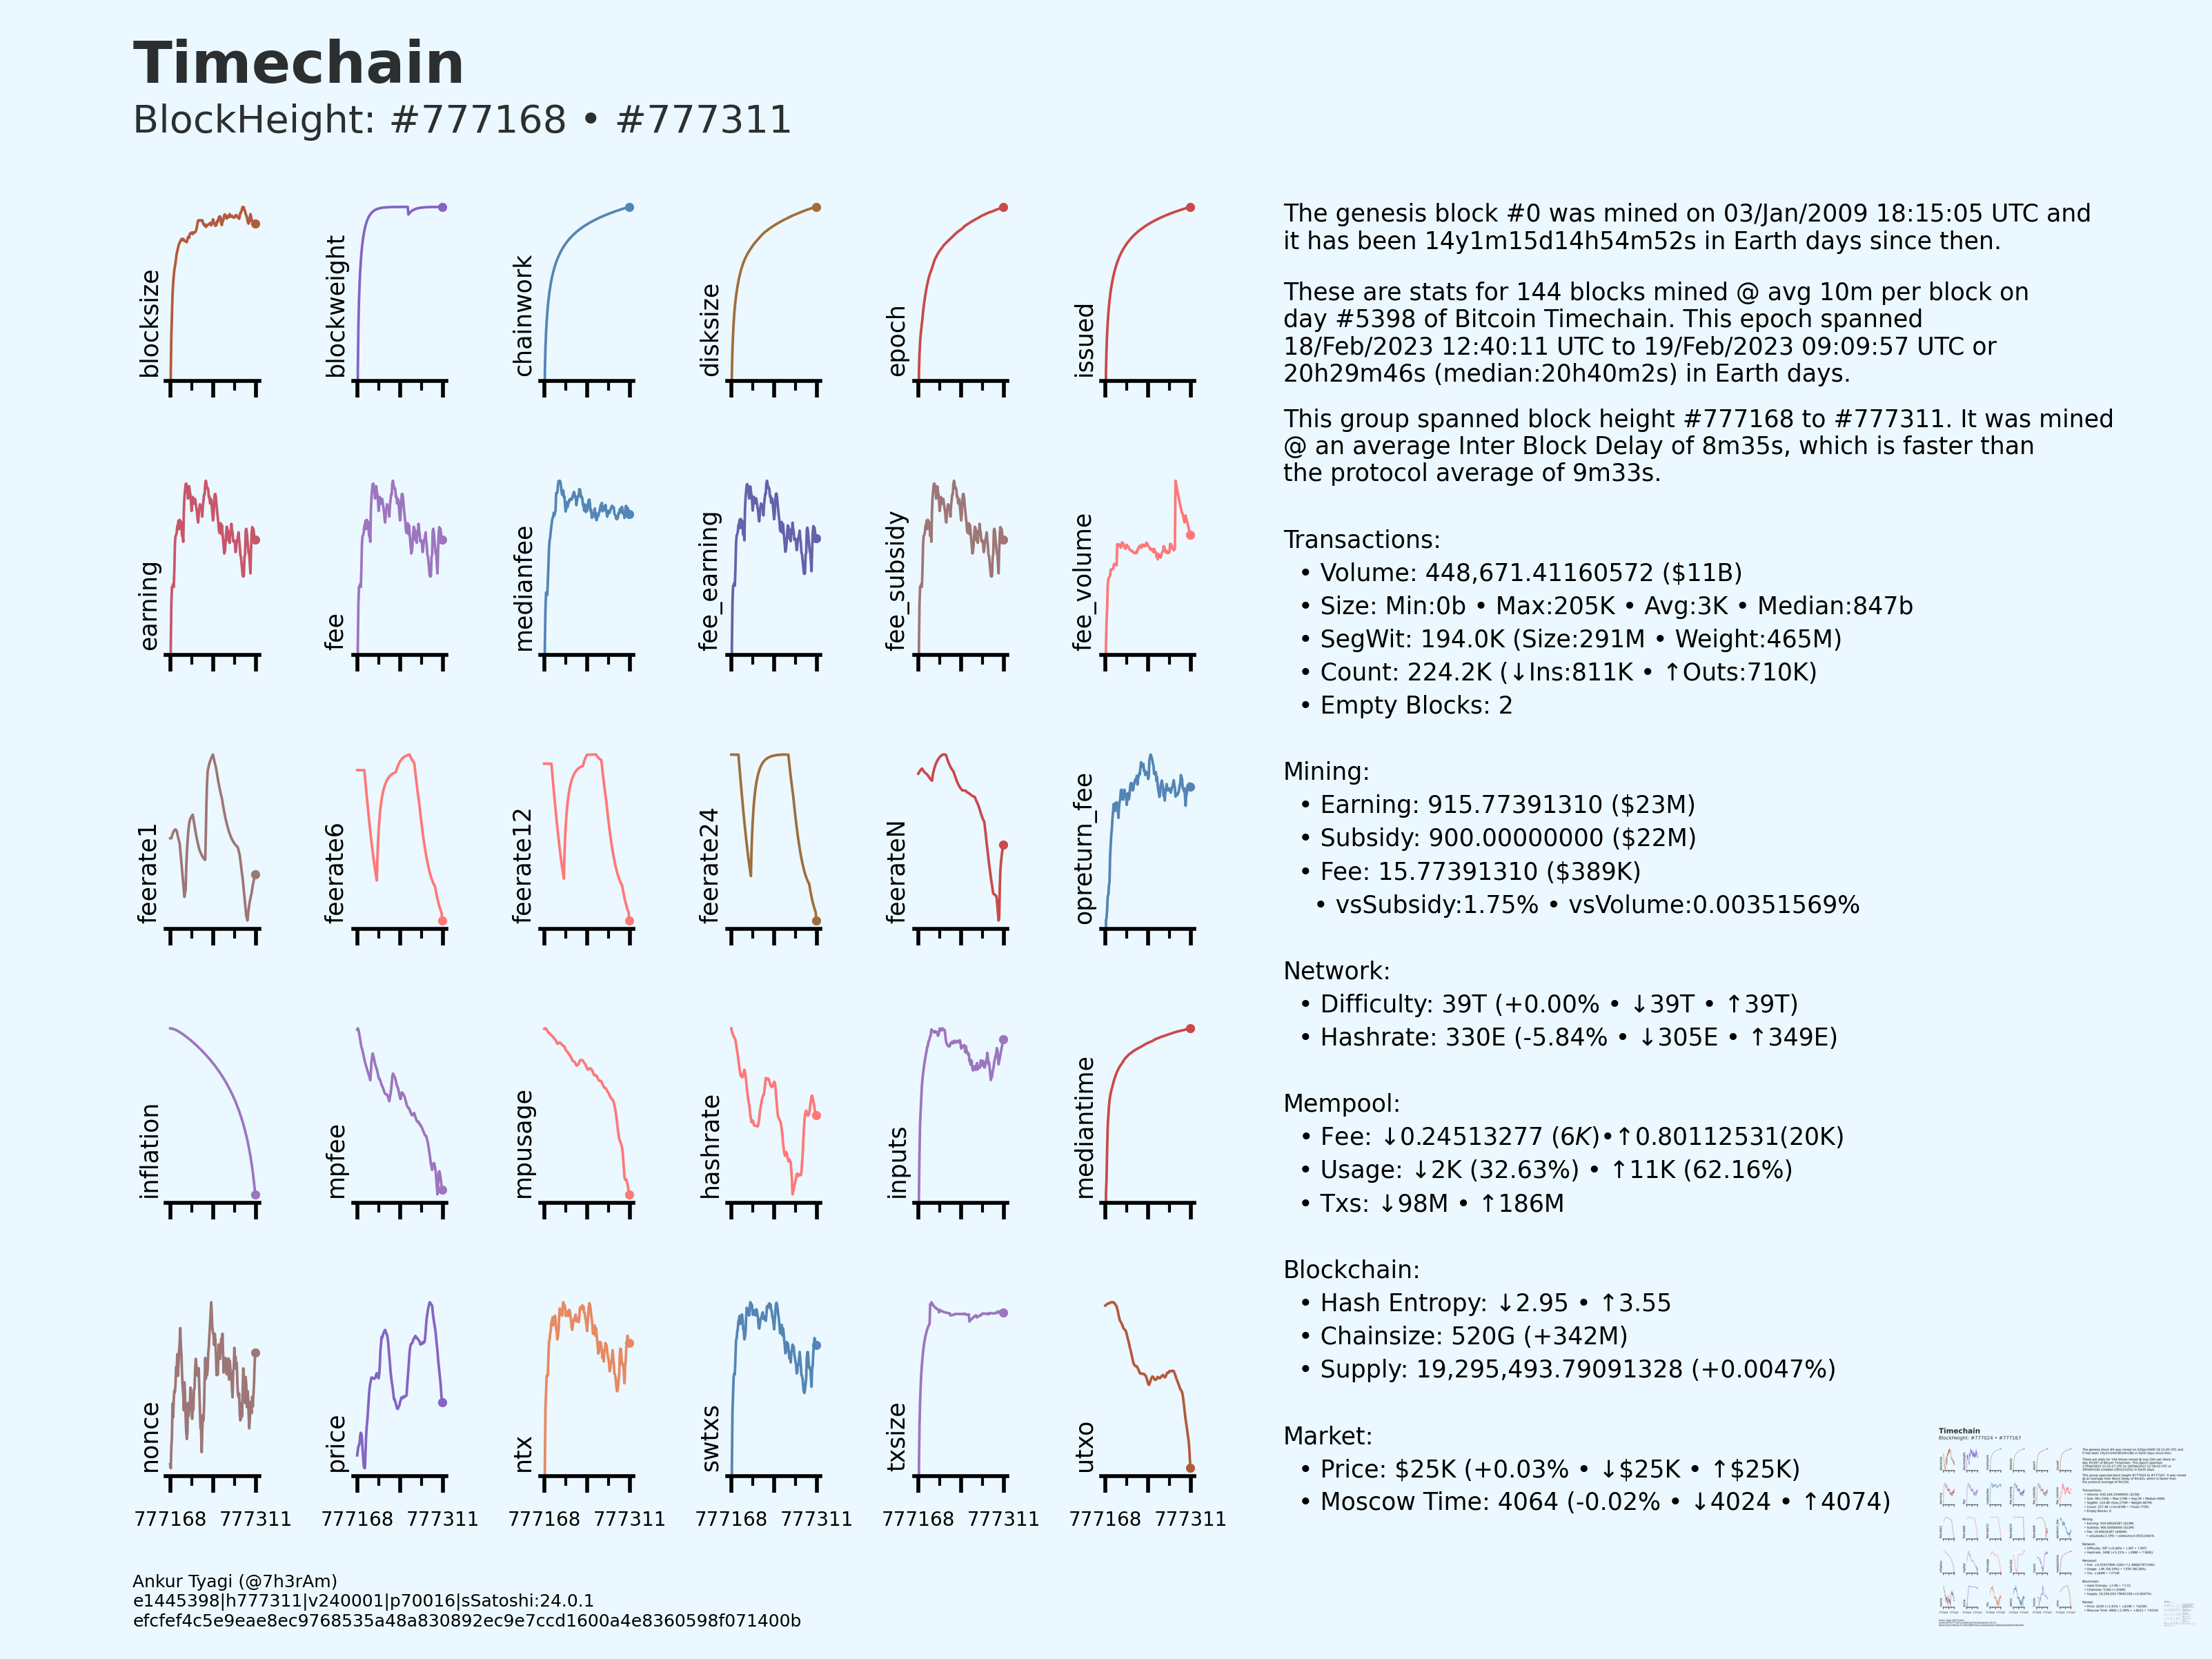 Timechain
BlockHeight: #777168 • #777311
blocksize
blockweight
chainwork
disksize
epoch
issued
earning
fee
medianfee
fee_earning
fee_subsidy
fee_volume
feerate1
feerate6
feerate12
feerate24
feerateN
opreturn_fee
inflation
mpfee
mpusage
hashrate
inputs
mediantime
nonce
price
ntx
swtxs
txsize
utxo
777168 777311 777168 777311 777168 777311 777168 777311 777168 777311 777168 777311
The genesis block #0 was mined on 03/Jan/2009 18:15:05 UTC and
it has been 14y1m15d14h54m52s in Earth days since then.
These are stats for 144 blocks mined @ avg 10m per block on
day #5398 of Bitcoin Timechain. This epoch spanned
18/Feb/2023 12:40:11 UTC to 19/Feb/2023 09:09:57 UTC or
20h29m46s (median:20h40m2s) in Earth days.
This group spanned block height #777168 to #777311. It was mined
@ an average Inter Block Delay of 8m35s, which is faster than
the protocol average of 9m33s.
Transactions:
• Volume: 448,671.41160572 ($11B)
• Size: Min:0b • Max:205K • Avg:3K • Median:847b
• SegWit: 194.0K (Size:291M • Weight:465M)
• Count: 224.2K (↓Ins:811K • ↑Outs:710K)
• Empty Blocks: 2
Mining:
• Earning: 915.77391310 ($23M)
• Subsidy: 900.00000000 ($22M)
• Fee: 15.77391310 ($389K)
• vsSubsidy:1.75% • vsVolume:0.00351569%
Network:
• Difficulty: 39T (+0.00% • ↓39T • ↑39T)
• Hashrate: 330E (-5.84% • ↓305E • ↑349E)
Mempool:
• Fee: ↓0.24513277 (6K)•↑0.80112531(20K)
• Usage: ↓2K (32.63%) • ↑11K (62.16%)
• Txs: ↓98M • ↑186M
Blockchain:
• Hash Entropy: ↓2.95 • ↑3.55
• Chainsize: 520G (+342M)
• Supply: 19,295,493.79091328 (+0.0047%)
Market:
• Price: $25K (+0.03% • ↓$25K • ↑$25K)
• Moscow Time: 4064 (-0.02% • ↓4024 • ↑4074)
Ankur Tyagi (@7h3rAm)
e1445398|h777311|v240001|p70016|sSatoshi:24.0.1
efcfef4c5e9eae8ec9768535a48a830892ec9e7ccd1600a4e8360598f071400b
Timechain
BlockHeight: #777024 • #777167